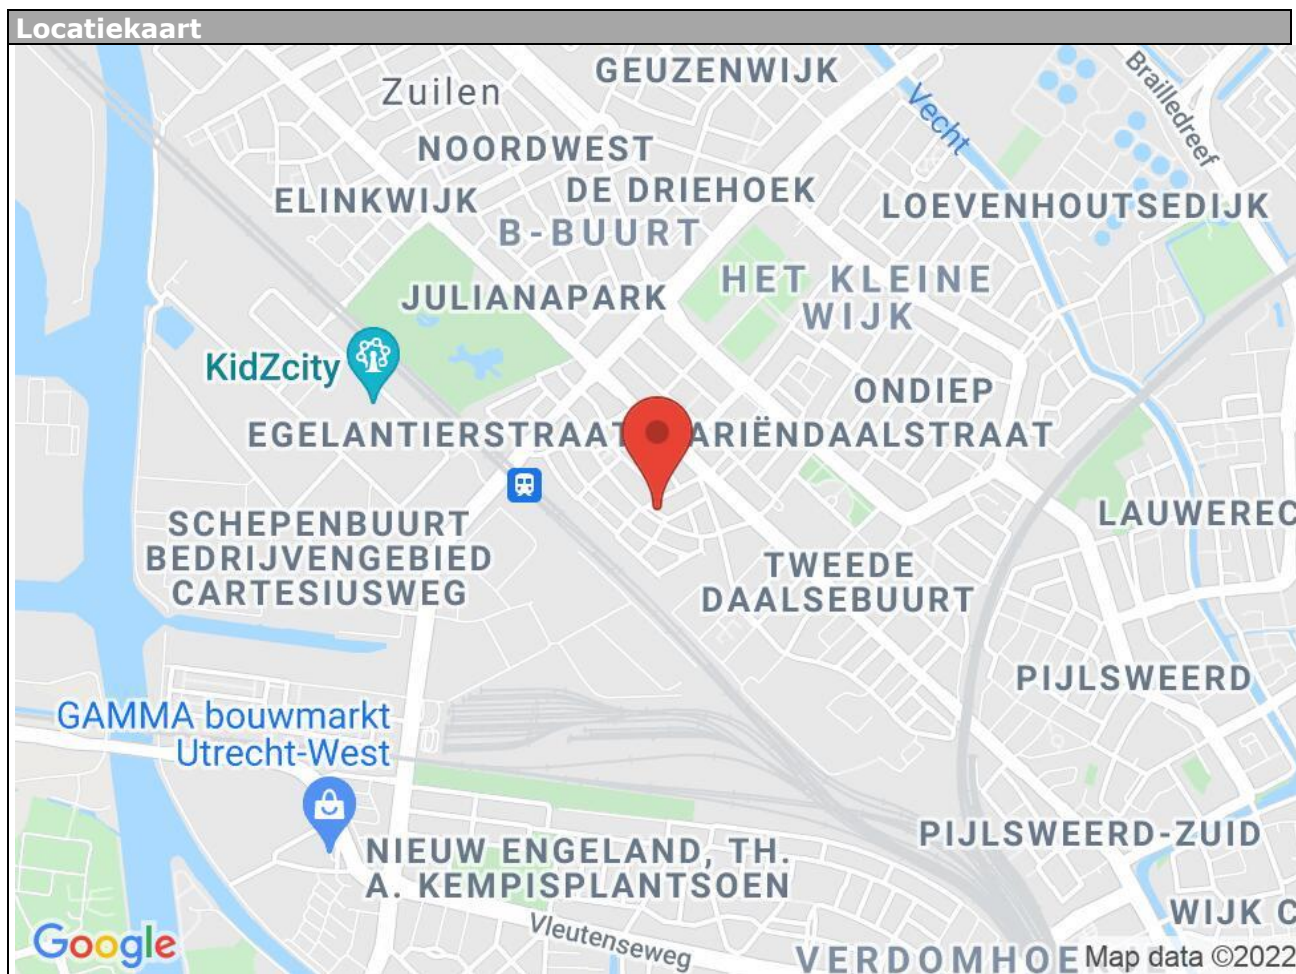 Locatiekaart
GEUZENWIJK
Zuilen
Brailledreef
Vecht
NOORDWEST
ELINKWIJK
DE DRIEHOEK
LOEVENHOUTSEDIJK
B-BUURT
JULIANAPARK
HET KLEINE
WIJK
KidZcity
ONDIEP
EGELANTIERSTRAAT
ARIËNDAALSTRAAT
SCHEPENBUURT
BEDRIJVENGEBIED
CARTESIUSWEG
LAUWEREC
TWEEDE
DAALSEBUURT
PIJLSWEERD
GAMMA bouwmarkt
Utrecht-West
PIJLSWEERD-ZUID
NIEUW ENGELAND, TH.
A. KEMPISPLANTSOEN
WIJK C
Vleutenseweg
Google
VERDOMHOE
Map data ©2022